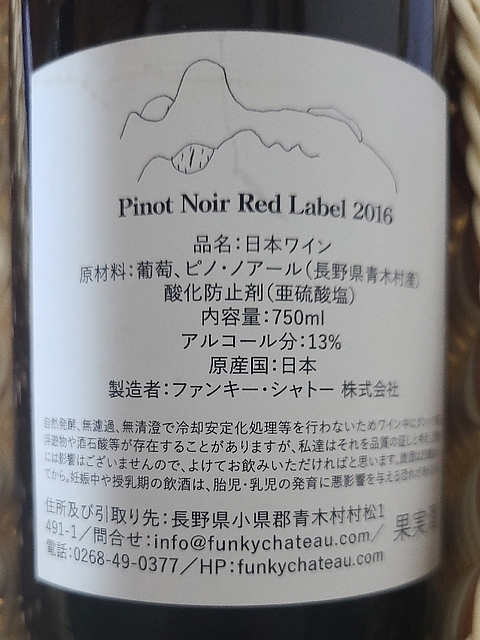 Pinot Noir Red Label 2016
品名:日本ワイン
原材料:葡萄、ピノ・ノアール(長野県青木村産)
酸化防止剤(亜硫酸塩)
内容量:750ml
アルコール分:13%
原産国:日本
製造者:ファンキー・シャトー 株式会社
自然発酵、無濾過、無清澄で冷却安定化処理等を行わないためワイン中に
浮遊物や酒石酸等が存在することがありますが、私達はそれを品質の証しと
には影響はございませんので、よけてお飲みいただければと思います。飲酒は
てから。妊娠中や授乳期の飲酒は、胎児・乳児の発育に悪影響を与える恐れが
住所及び引取り先:長野県小県郡青木村村松1
491-1/問合せ:info@funkychateau.com/ 果実
電話:0268-49-0377/HP:funkychateau.com